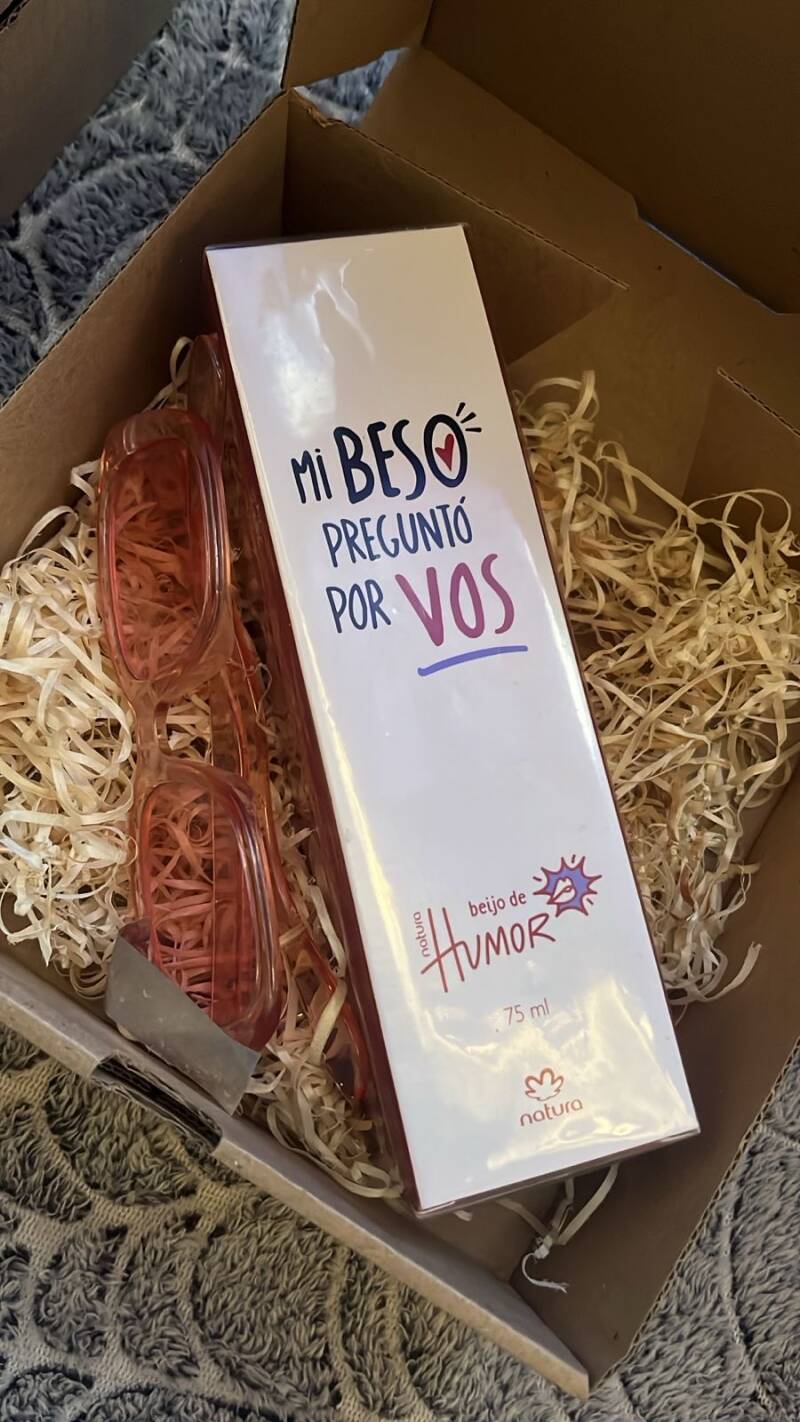 Mi BESO
PREGUNTÓ
POR VOS
natura
beijo de
HUMOR
75 ml
natura